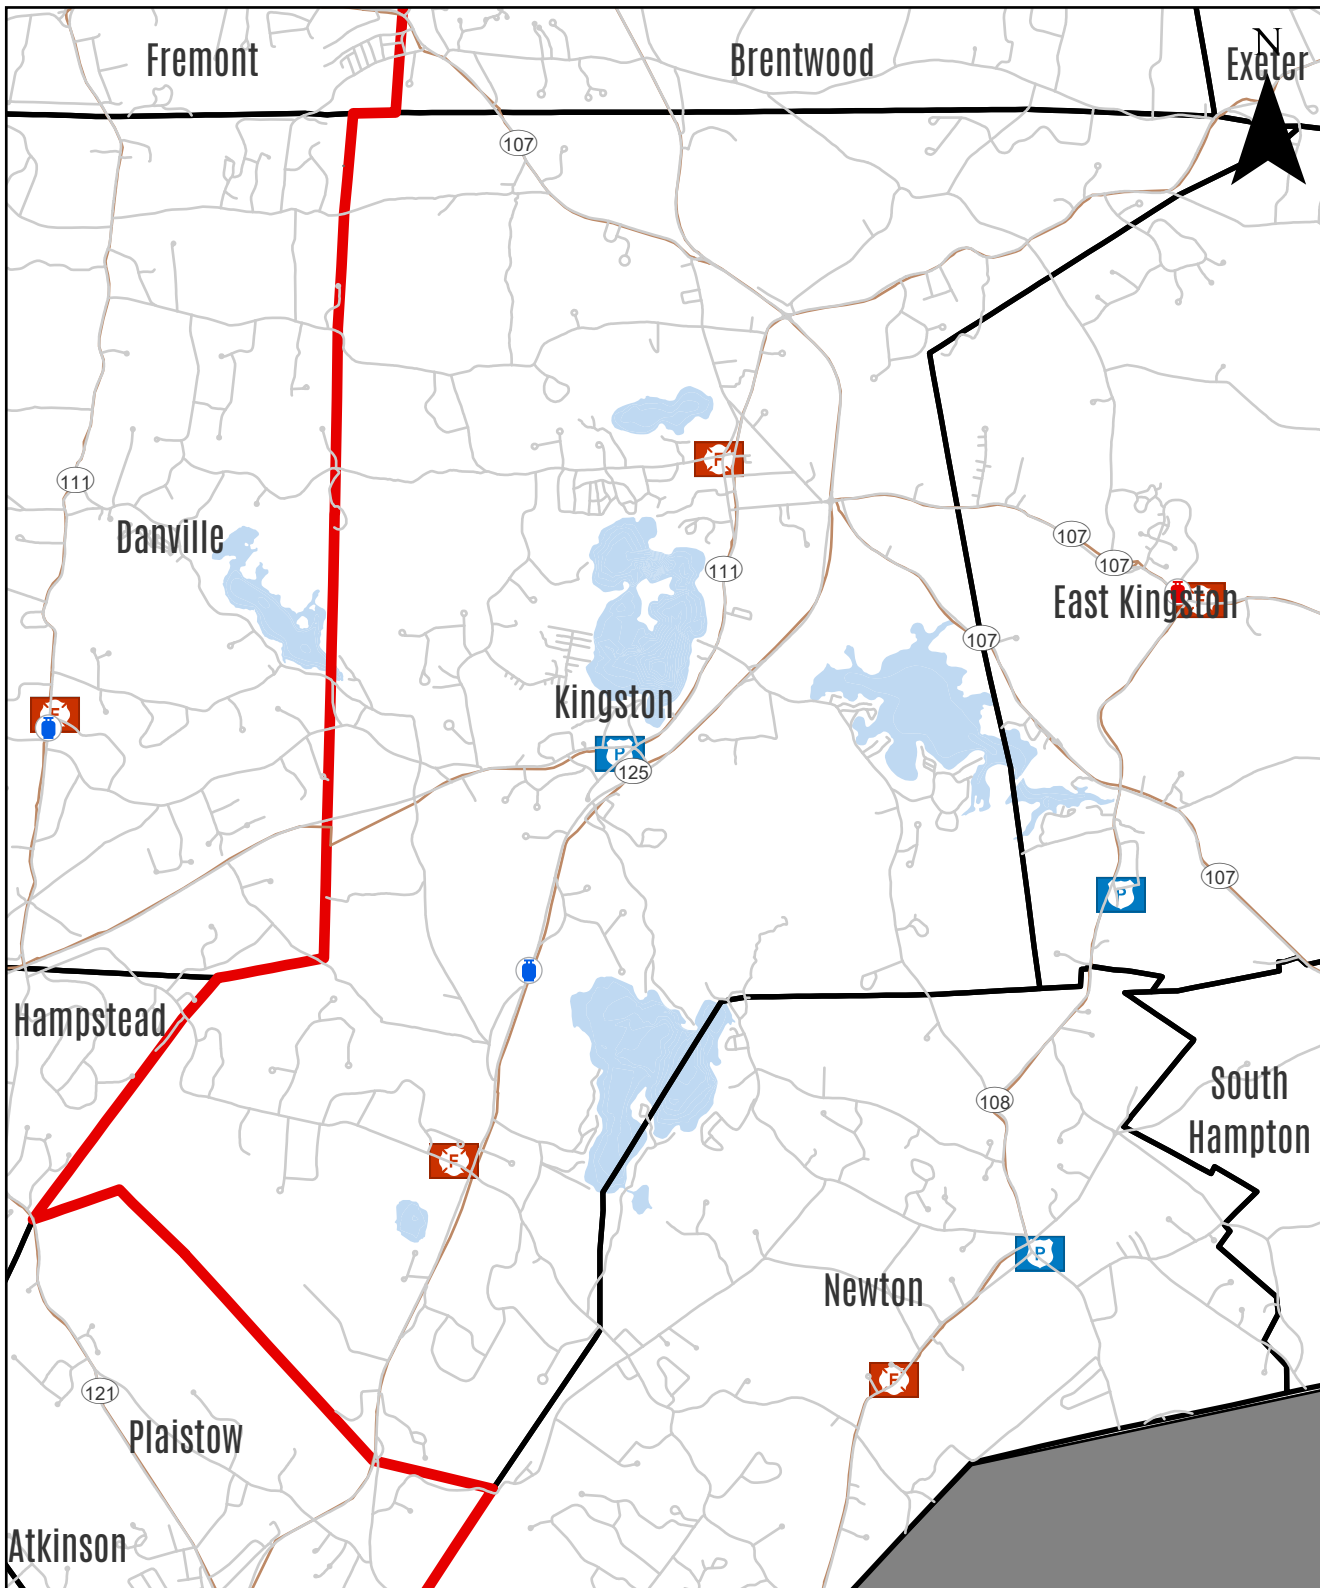 N
Fremont
Brentwood
Exeter
107
111
Danville
107
107
111
East Kingston
F
F
107
F
Kingston
P
125
107
P
Hampstead
South
Hampton
108
F
P
Newton
F
121
Plaistow
Atkinson